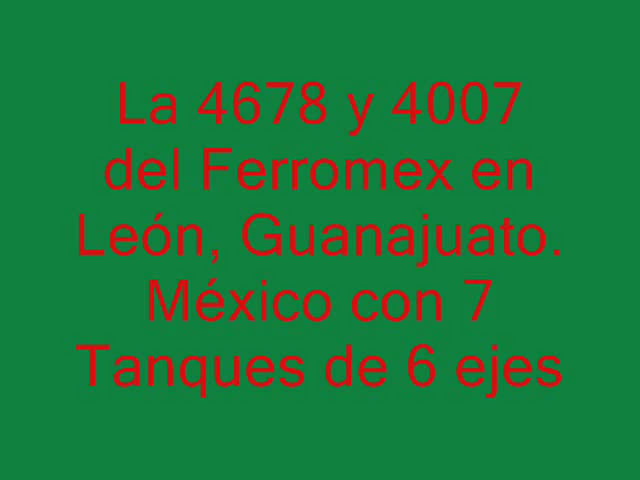 La 4678 y 4007
del Ferromex en
León, Guanajuato.
México con 7
Tanques de 6 ejes